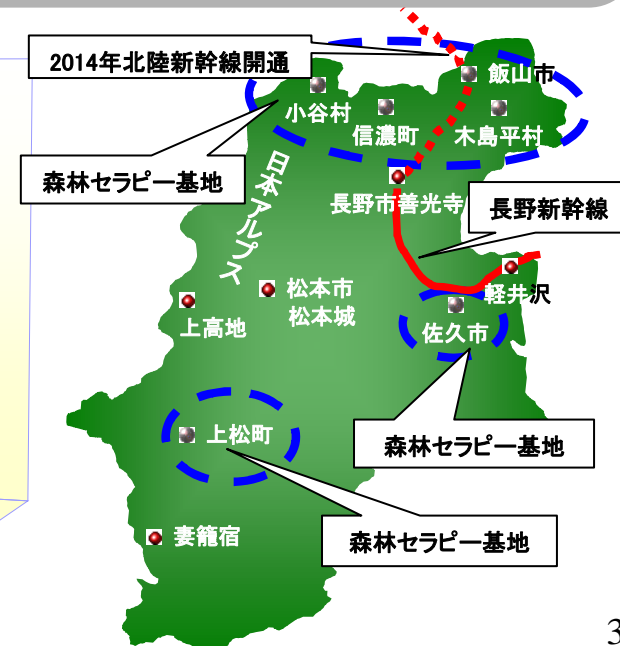 2014年北陸新幹線開通
飯山市
小谷村
信濃町
木島平村
森林セラピー基地
日本アルプス
長野市善光寺
長野新幹線
軽井沢
松本市
松本城
上高地
佐久市
上松町
森林セラピー基地
森林セラピー基地
妻籠宿
3